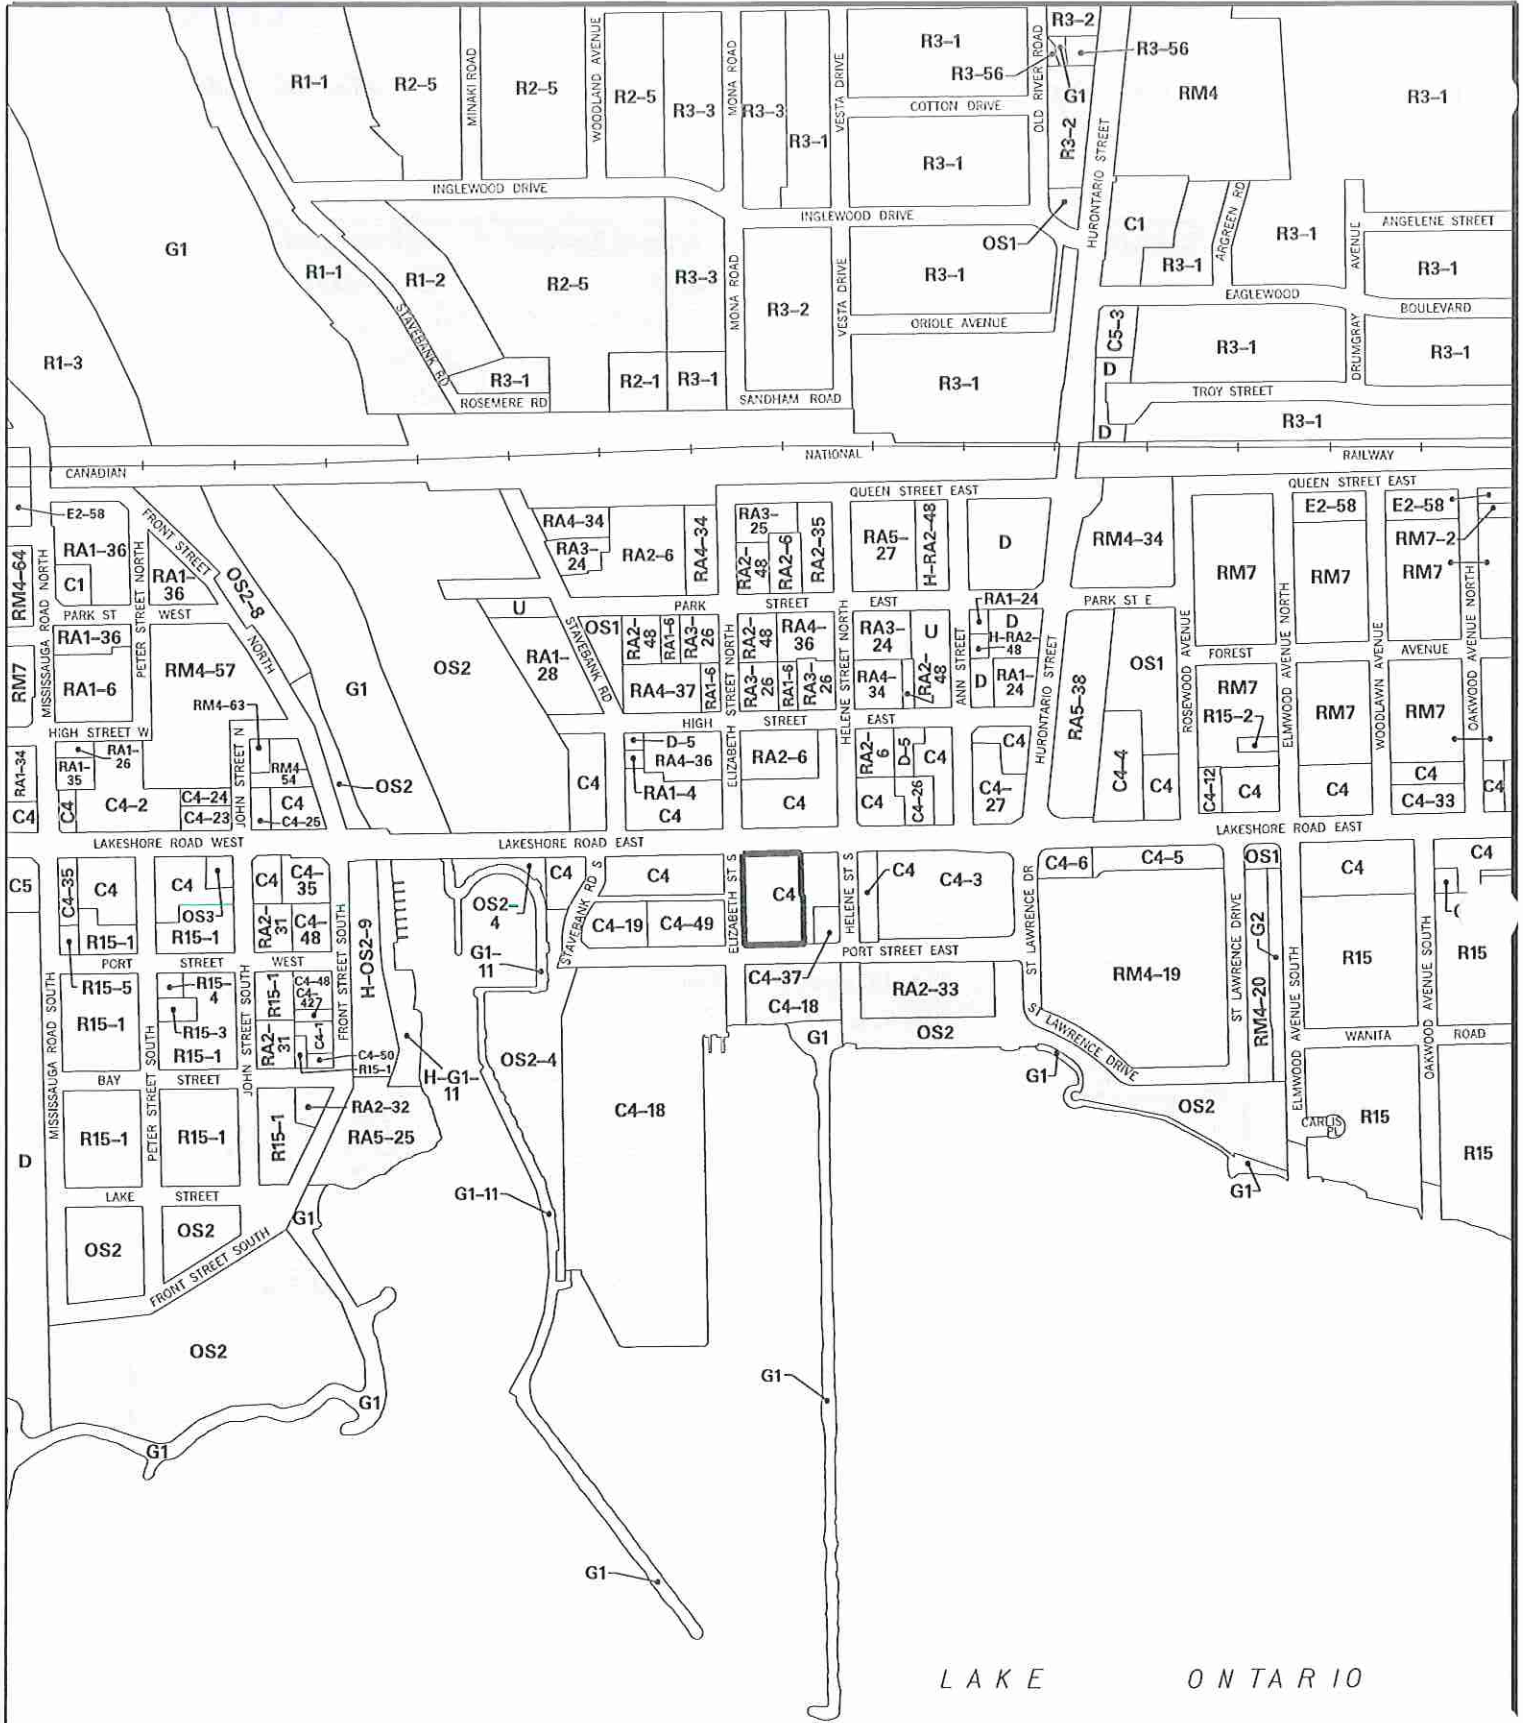 R3–2
R3–1
R3–56
R3–56
R1–1
R2–5
MINAKI ROAD
R2–5
WOODLAND AVENUE
R2–5
R3–3
MONA ROAD
R3–3
R3–1
VESTA DRIVE
COTTON DRIVE
OLD RIVER ROAD
G1
R3–2
RM4
R3–1
R3–1
HURONTARIO STREET
INGLEWOOD DRIVE
INGLEWOOD DRIVE
OS1
C1
R3–1
ARGREEN RD
R3–1
AVENUE
ANGELENE STREET
R3–1
G1
R1–1
R1–2
R2–5
R3–3
MONA ROAD
R3–2
VESTA DRIVE
R3–1
ORIOLE AVENUE
EAGLEWOOD
BOULEVARD
STAVEBANK RD
C5–3
D
R3–1
DRUMGRAY
R3–1
R1–3
R3–1
R2–1
R3–1
ROSEMERE RD
SANDHAM ROAD
R3–1
TROY STREET
D
R3–1
CANADIAN
NATIONAL
RAILWAY
QUEEN STREET EAST
QUEEN STREET EAST
E2–58
FRONT STREET
NORTH
OS2–8
RA4–34
RA3–
24
RA2–6
RA4–34
RA3–
25
RA2–
48
RA2–6
RA2–35
RA5–
27
H–RA2–48
D
RM4–34
RM7
E2–58
RM7
E2–58
RM7–2
RM7
RM4–64
MISSISSAUGA ROAD NORTH
RA1–36
C1
PETER STREET NORTH
RA1–
36
PARK ST
WEST
U
PARK
STREET
EAST
PARK ST E
RA1–36
RA1–6
RM4–57
RM7
OS2
G1
RA1–
28
STAVEBANK RD
OS1
RA2–
48
RA1–6
RA3–
26
RA4–37
RA1–6
ELIZABETH STREET NORTH
RA2–
48
RA4–
36
RA3–
26
RA1–6
RA3–
26
HELENE STREET NORTH
RA3–
24
U
RA4–
34
RA2–
48
ANN STREET
RA1–24
D
H–RA2–
48
D
RA1–
24
HURONTARIO STREET
RA5–38
OS1
ROSEWOOD AVENUE
FOREST
AVENUE
RM7
R15–2
ELMWOOD AVENUE NORTH
RM7
WOODLAWN AVENUE
RM7
OAKWOOD AVENUE NORTH
RM4–63
HIGH STREET W
HIGH
STREET
EAST
RA1–34
C4
RA1–
26
RA1–
35
C4
C4–2
C4–24
C4–23
JOHN STREET N
RM4–
54
C4
C4–25
OS2
C4
D–5
RA4–36
RA1–4
C4
RA2–6
C4
RA2–
6
D–5
C4
C4
C4–26
C4
C4–
27
C4–4
C4
C4–12
C4
C4
C4
C4–33
C4
LAKESHORE ROAD WEST
LAKESHORE ROAD EAST
LAKESHORE ROAD EAST
C5
C4–35
C4
R15–1
C4
OS3
R15–1
C4
C4–
35
RA2–
31
C4–
48
FRONT STREET SOUTH
H–OS2–9
OS2–
4
G1–
11
C4
STAVEBANK RD S
C4
C4–19
C4–49
ELIZABETH ST S
C4
HELENE ST S
C4
C4–3
ST LAWRENCE DR
C4–6
C4–5
OS1
C4
C4
PORT
STREET
WEST
PORT STREET EAST
MISSISSAUGA ROAD SOUTH
R15–5
R15–1
PETER STREET SOUTH
R15–
4
R15–3
R15–1
JOHN STREET SOUTH
R15–1
C4–48
C4–
427
C4–1
RA2–
31
C4–50
R15–1
BAY
STREET
H–G1–
11
OS2–4
C4–37
C4–18
G1
RA2–33
OS2
RM4–19
ST LAWRENCE DRIVE
ST LAWRENCE DRIVE
RM4–20
G2
ELMWOOD AVENUE SOUTH
R15
OAKWOOD AVENUE SOUTH
R15
WANITA
ROAD
G1
OS2
CARLIS
PL
R15
R15
G1
D
R15–1
R15–1
R15–1
RA2–32
RA5–25
C4–18
LAKE
STREET
G1–11
OS2
OS2
G1
FRONT STREET SOUTH
OS2
G1
G1
G1
G1
LAKE ONTARIO